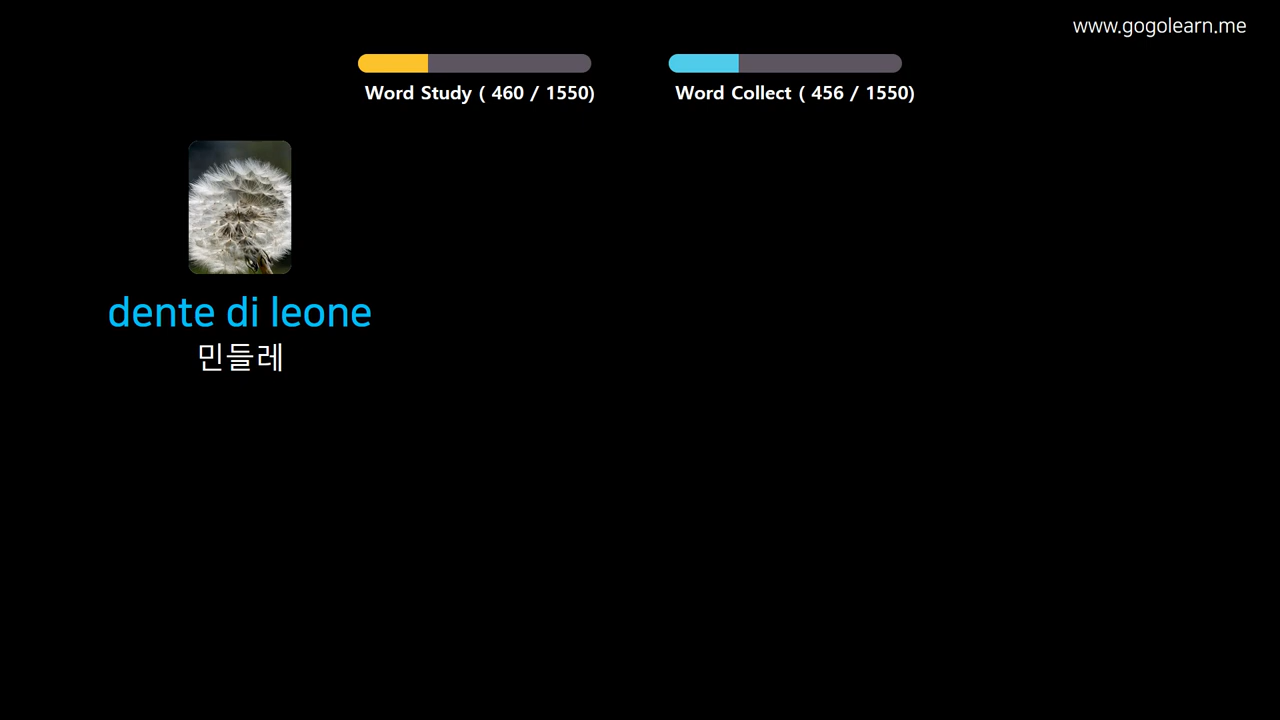 www.gogolearn.me
Word Study ( 460 / 1550)
Word Collect ( 456 / 1550)
dente di leone
민들레